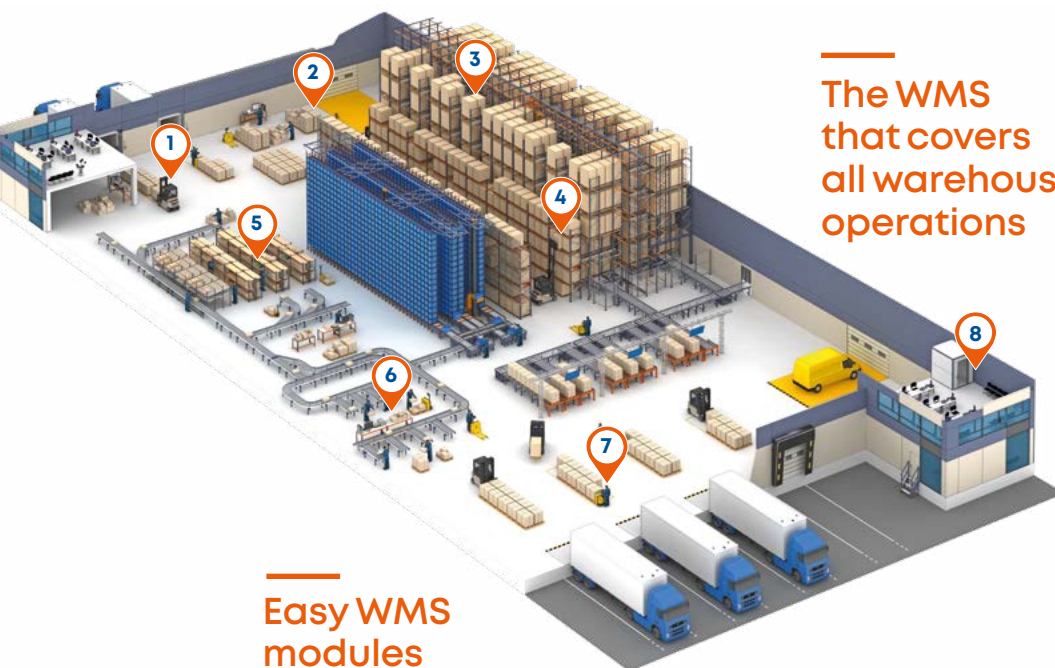 The WMS
that covers
all warehous
operations
1
2
3
4
5
6
7
8
Easy WMS
modules